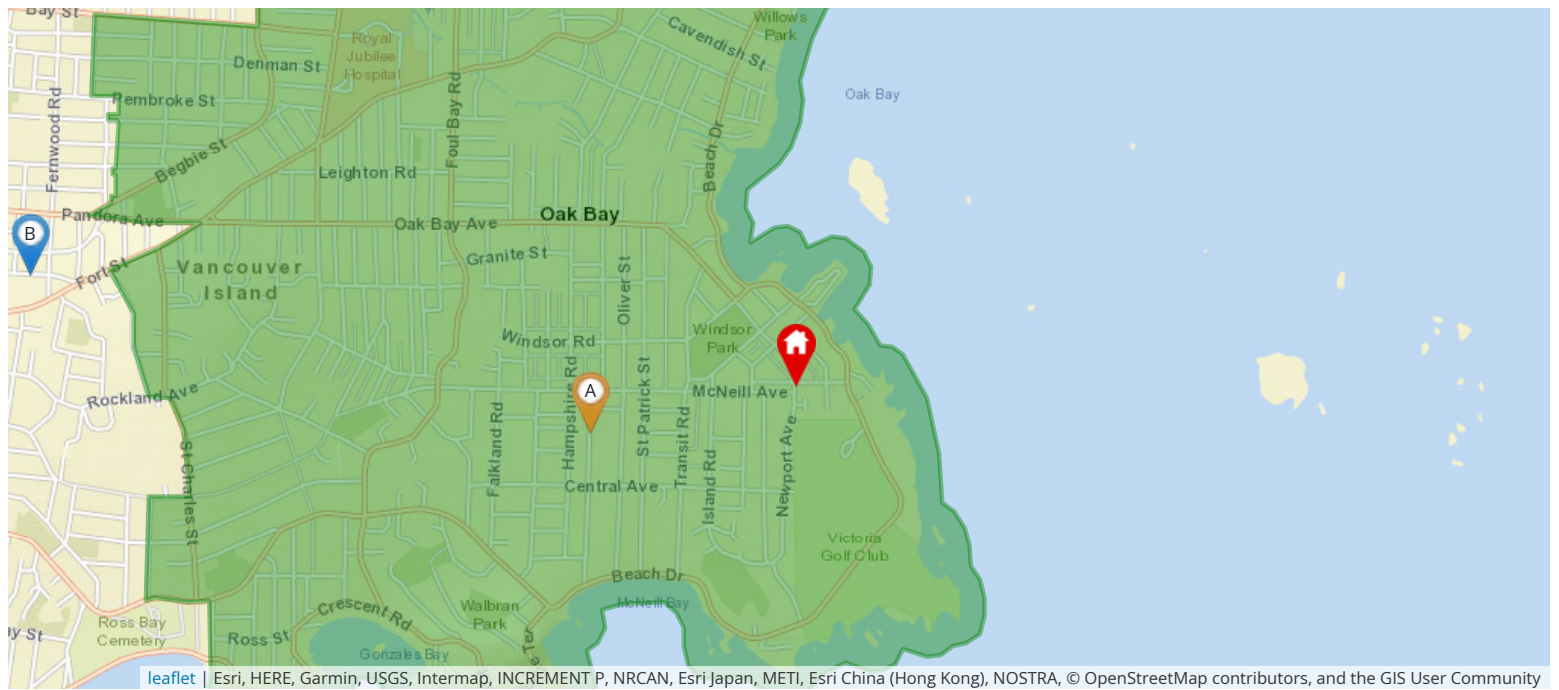 Bay St
Willows
Park
Cavendish St
Royal
Jubilee
Hospital
Denman St
Pembroke St
Fernwood Rd
Foul Bay Rd
Oak Bay
Beach Dr
Begbie St
Leighton Rd
Pandora Ave
Oak Bay Ave
Oak Bay
B
Fort St
Vancouver
Island
Granite St
Oliver St
Windsor Rd
Windsor
Park
Hampshire Rd
St Patrick St
A
McNeill Ave
Rockland Ave
Falkland Rd
Transit Rd
Island Rd
Newport Ave
St Charles St
Central Ave
Victoria
Golf Club
Beach Dr
McNeill Bay
Walbran
Park
Crescent Rd
Ross Bay
Cemetery
Ross St
ay St
e Ter
Gonzales Bay
leaflet | Esri, HERE, Garmin, USGS, Intermap, INCREMENT P, NRCAN, Esri Japan, METI, Esri China (Hong Kong), NOSTRA, © OpenStreetMap contributors, and the GIS User Community